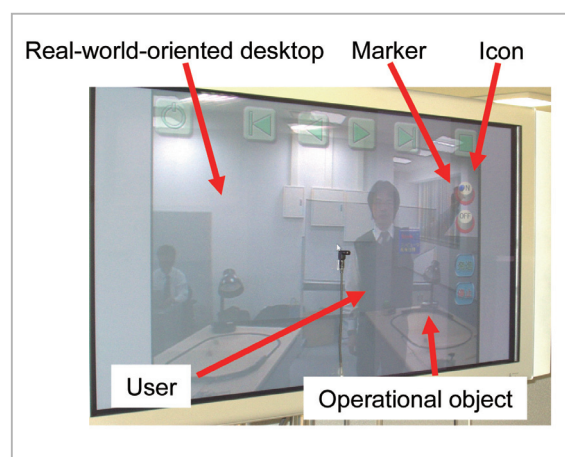 Real-world-oriented desktop
Marker
Icon
ON
OFF
User
Operational object